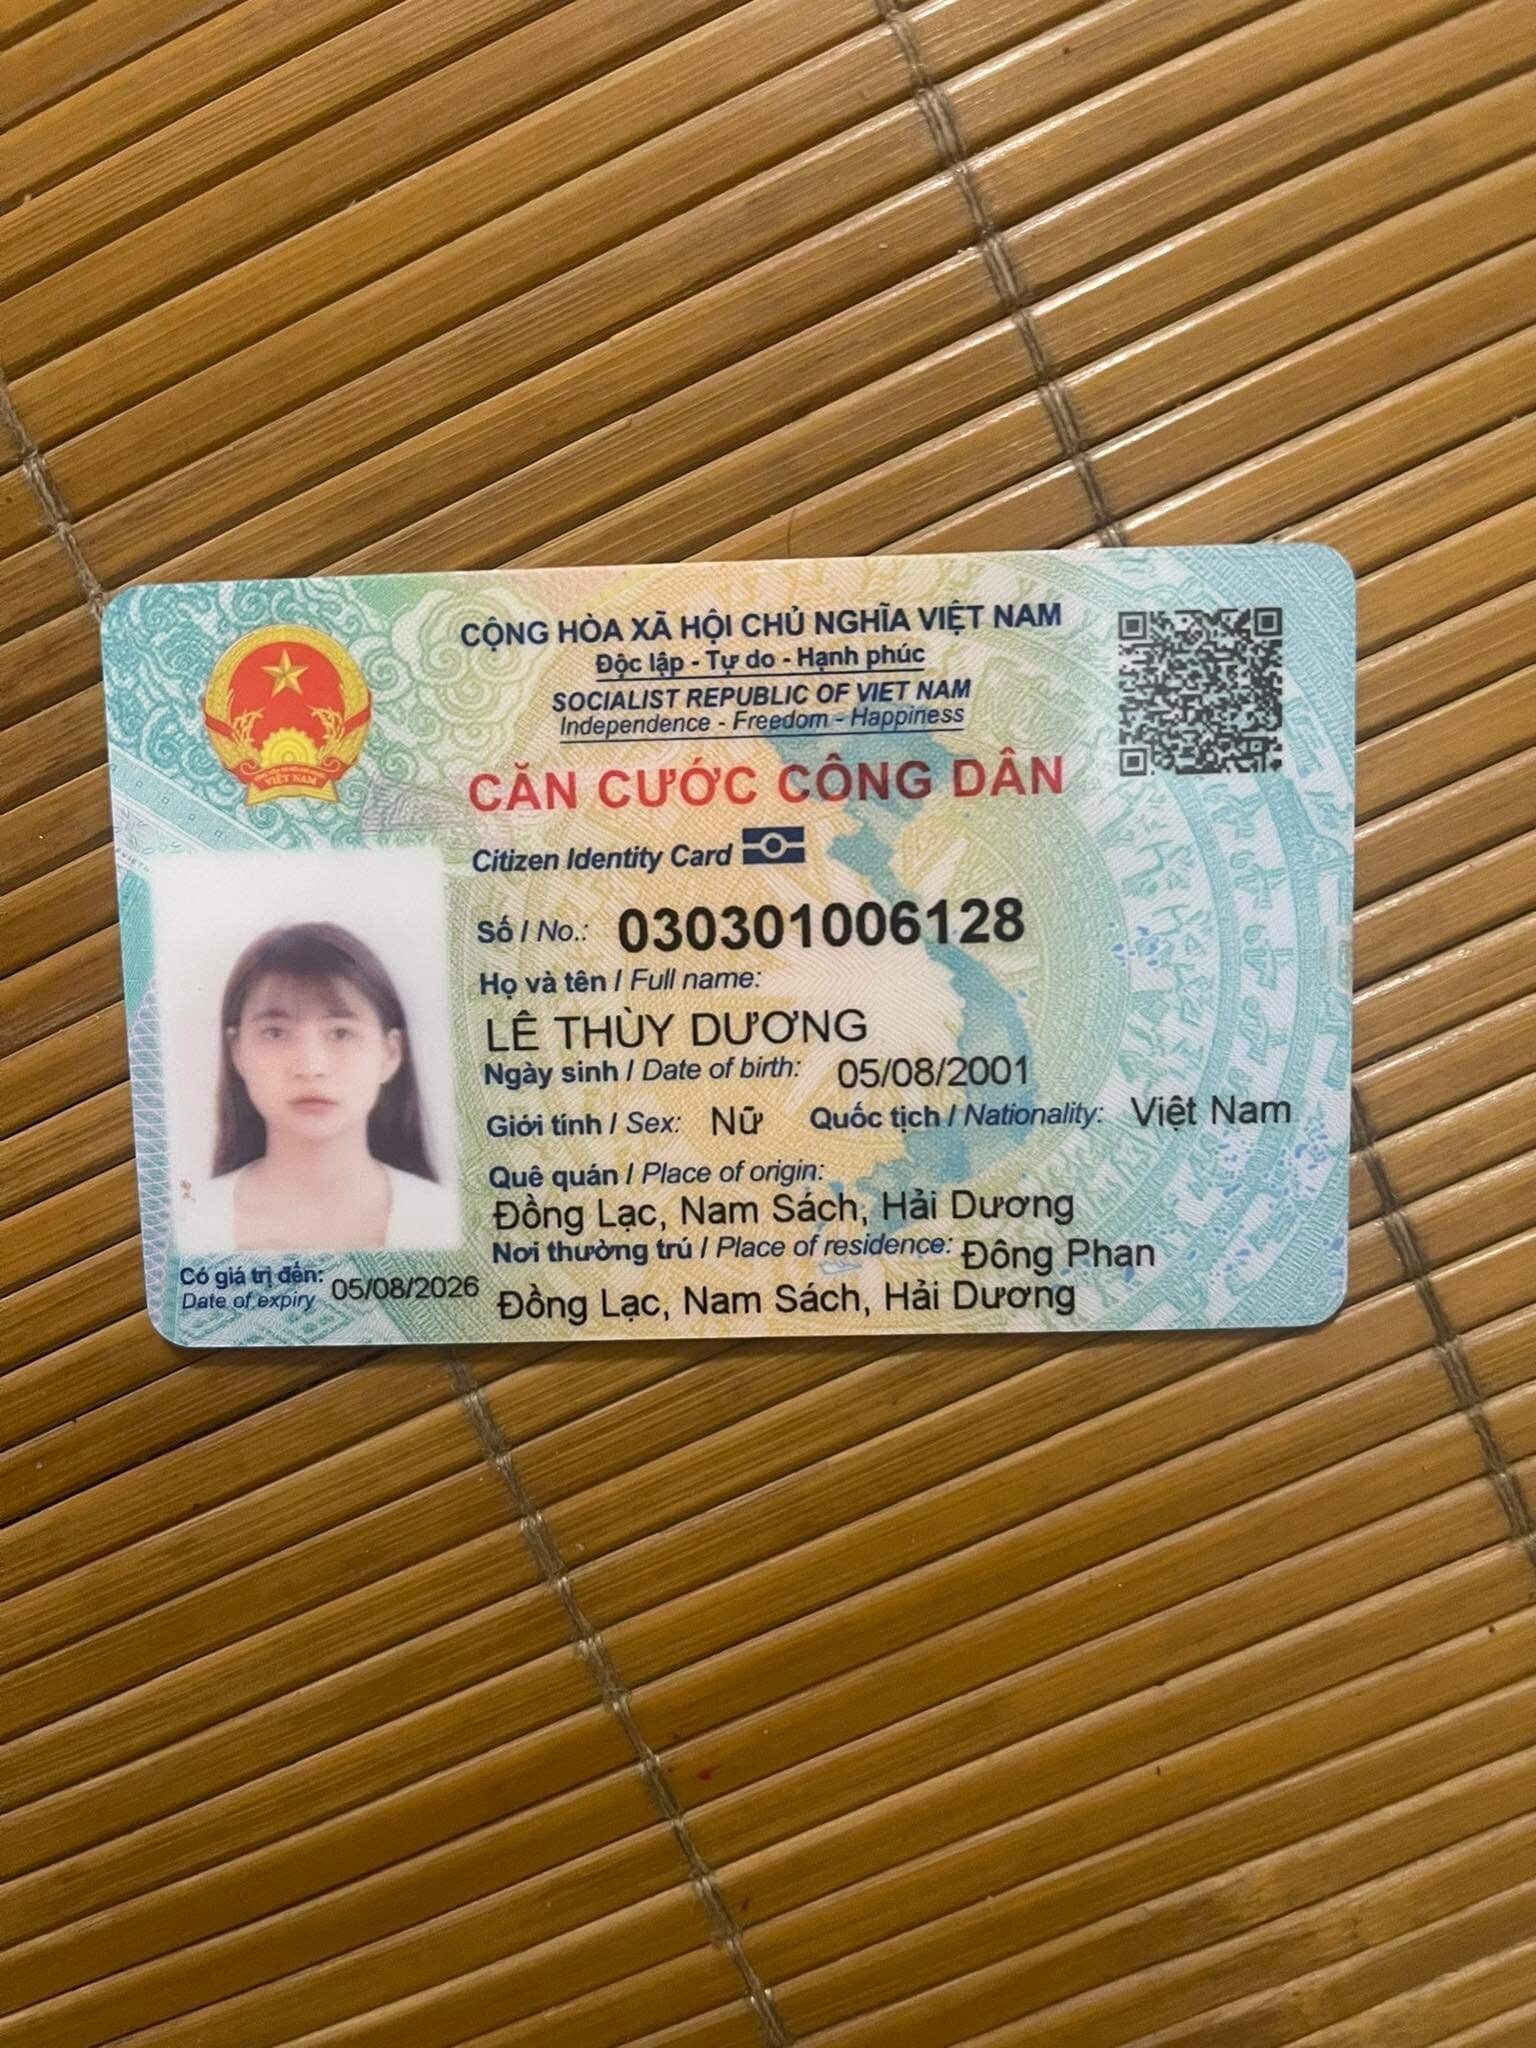 CỘNG HÒA XÃ HỘI CHỦ NGHĨA VIỆT NAM
Độc lập - Tự do - Hạnh phúc
SOCIALIST REPUBLIC OF VIET NAM
Independence - Freedom - Happiness
VIỆT NAM
CĂN CƯỚC CÔNG DÂN
Citizen Identity Card
Số / No.: 030301006128
Họ và tên / Full name:
LÊ THÙY DƯƠNG
Ngày sinh / Date of birth: 05/08/2001
Giới tính / Sex: Nữ Quốc tịch / Nationality: Việt Nam
Quê quán / Place of origin:
Đồng Lạc, Nam Sách, Hải Dương
Nơi thường trú / Place of residence: Đông Phan
Đồng Lạc, Nam Sách, Hải Dương
Có giá trị đến: 05/08/2026
Date of expiry